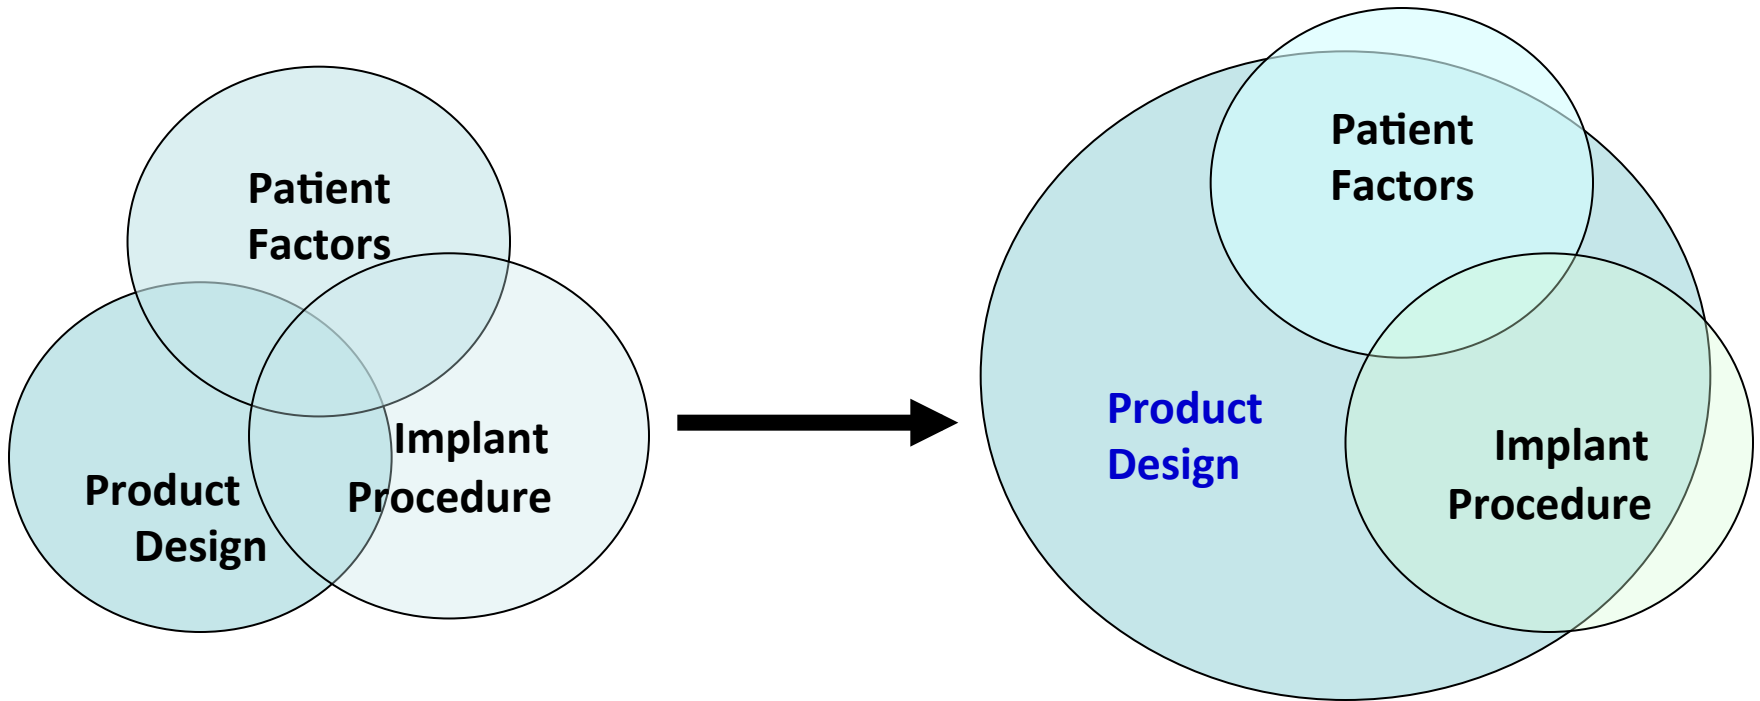 Patient
Factors
Implant
Procedure
Product
Design
Patient
Factors
Product
Design
Implant
Procedure